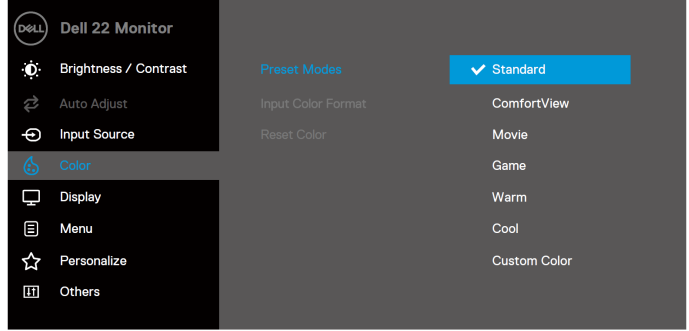 DELL
Dell 22 Monitor
Brightness / Contrast
Auto Adjust
Input Source
Color
Display
Menu
Personalize
Others
Preset Modes
Input Color Format
Reset Color
Standard
ComfortView
Movie
Game
Warm
Cool
Custom Color